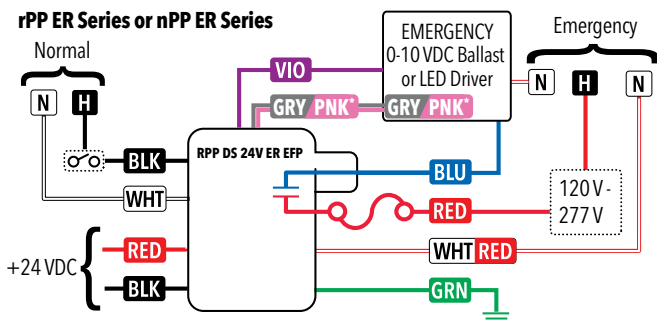 rPP ER Series or nPP ER Series
Normal
N
H
BLK
WHT
+24 VDC
RED
BLK
VIO
GRY/PNK*
GRY/PNK*
RPP DS 24V ER EFP
EMERGENCY
0-10 VDC Ballast
or LED Driver
Emergency
N
H
N
BLU
RED
120 V -
277 V
WHT RED
GRN